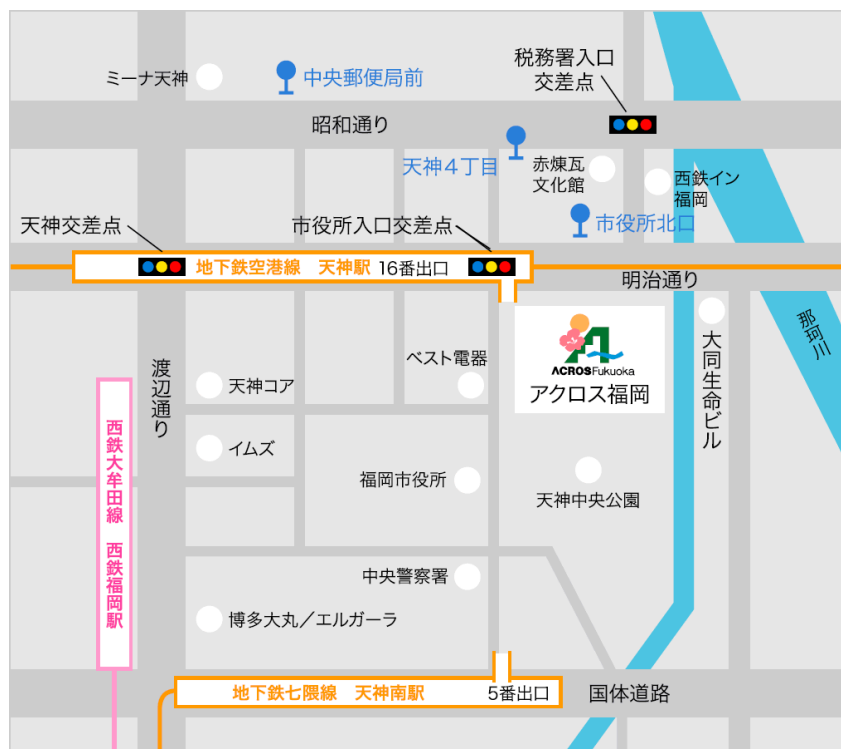 ミーナ天神
中央郵便局前
税務署入口
交差点
昭和通り
天神4丁目
赤煉瓦
文化館
西鉄イン
福岡
市役所北口
天神交差点
市役所入口交差点
地下鉄空港線　天神駅 16番出口
明治通り
那珂川
ACROSFukuoka
アクロス福岡
大同生命ビル
渡辺通り
ベスト電器
天神コア
西鉄大牟田線　西鉄福岡駅
イムズ
福岡市役所
天神中央公園
中央警察署
博多大丸／エルガーラ
地下鉄七隈線　天神南駅 5番出口
国体道路